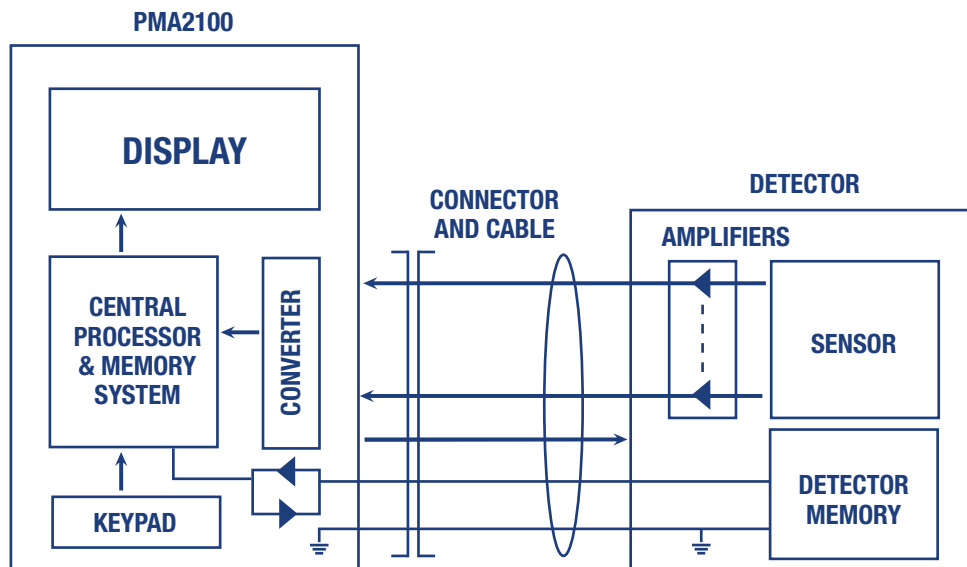 PMA2100
DISPLAY
CENTRAL
PROCESSOR
& MEMORY
SYSTEM
CONVERTER
KEYPAD
CONNECTOR
AND CABLE
DETECTOR
AMPLIFIERS
SENSOR
DETECTOR
MEMORY